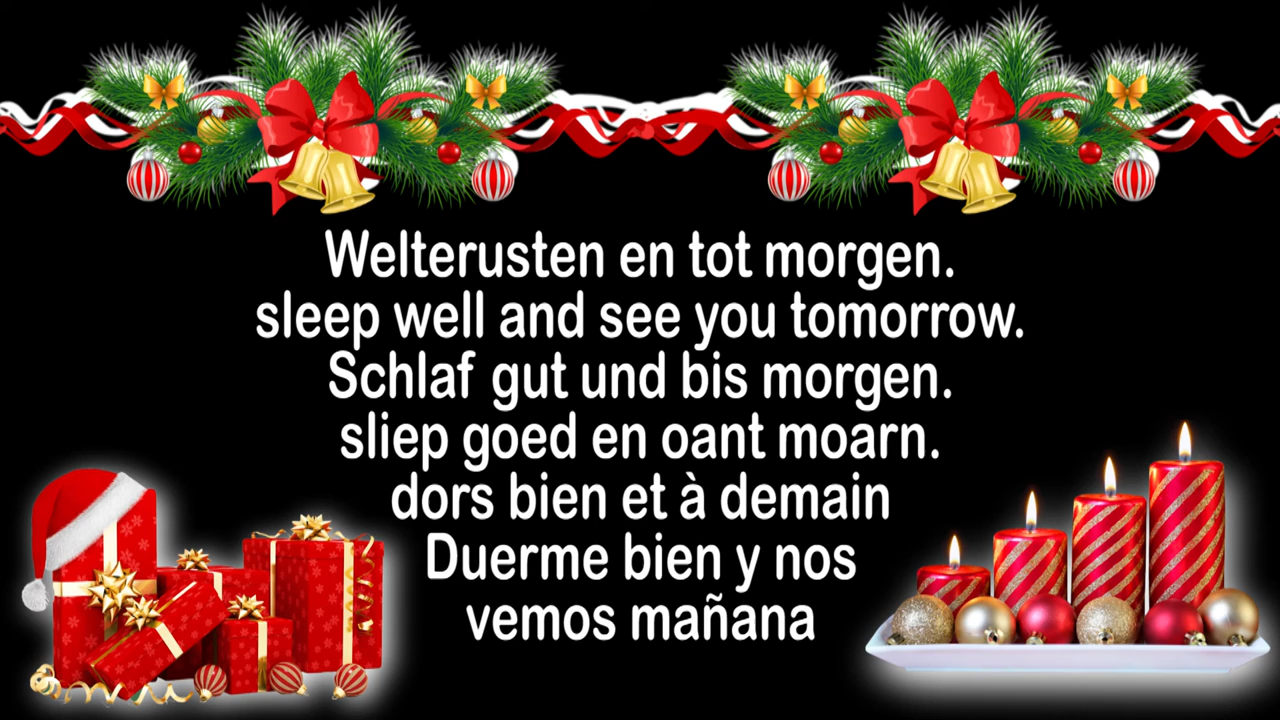 Welterusten en tot morgen.
sleep well and see you tomorrow.
Schlaf gut und bis morgen.
sliep goed en oant moarn.
dors bien et à demain
Duerme bien y nos
vemos mañana